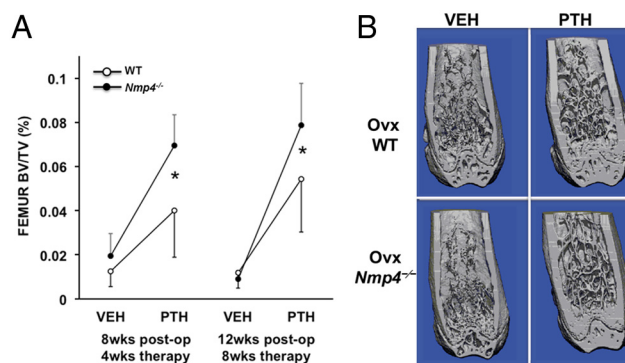 A
WT
Nmp4-/-
FEMUR BV/TV (%)
0.1
0.08
0.06
0.04
0.02
0
*
*
VEH PTH VEH PTH
8wks post-op 12wks post-op
4wks therapy 8wks therapy
B
VEH PTH
Ovx
WT
Ovx
Nmp4-/-